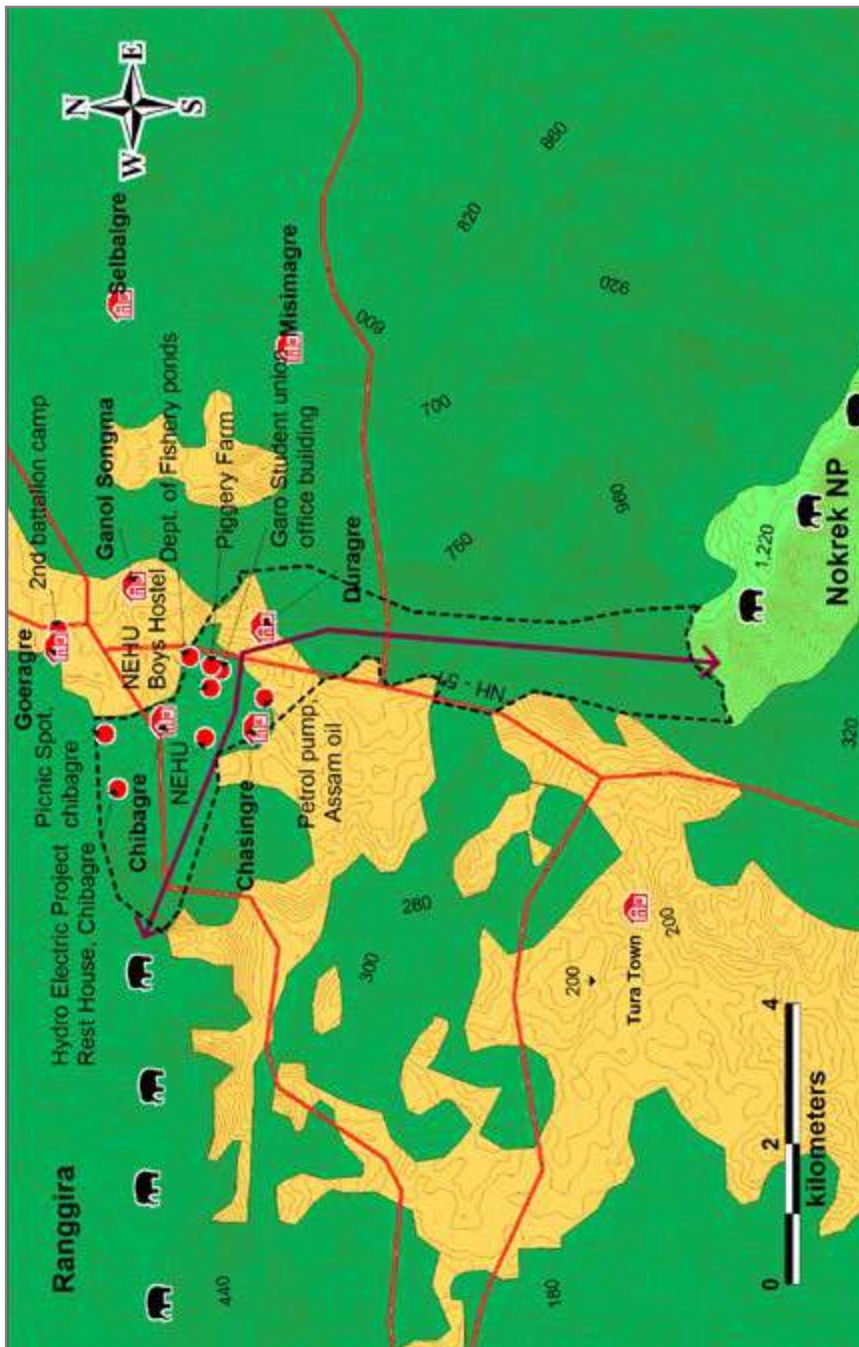 N
E
S
W
Ranggira
Hydro Electric Project
Rest House, Chibagre
Picnic Spot,
chibagre
Goeragre
2nd battalion camp
Chibagre
NEHU
NEHU
Boys Hostel
Ganol Songma
Dept. of Fishery ponds
Piggery Farm
Garo Student union
office building
Selbalgre
Misimagre
Chasingre
Petrol pump,
Assam oil
Duragre
NH - 51
Tura Town
Nokrek NP
440
300
280
180
200
200
320
600
700
760
820
860
920
960
1,220
0
2
4
kilometers